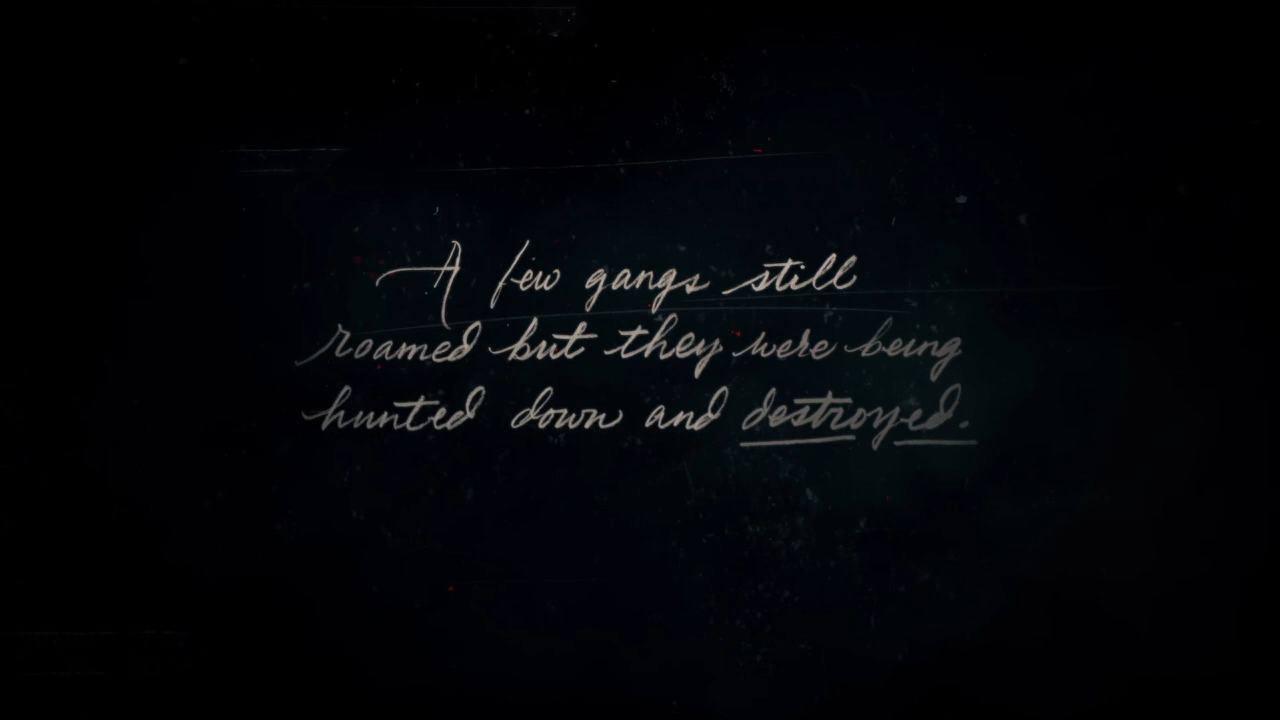 A few gangs still
roamed but they were being
hunted down and destroyed.